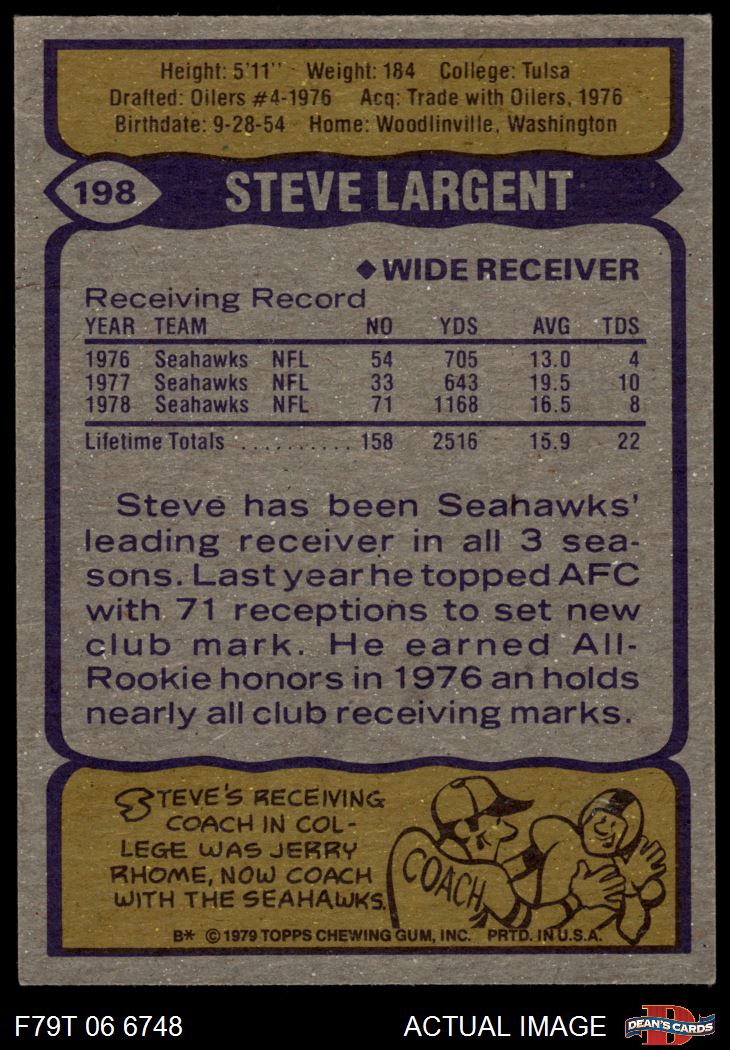 Height: 5'11" Weight: 184 College: Tulsa
Drafted: Oilers #4-1976 Acq: Trade with Oilers, 1976
Birthdate: 9-28-54 Home: Woodlinville, Washington
198 STEVE LARGENT
◆WIDE RECEIVER
Receiving Record
YEAR TEAM NO YDS AVG TDS
1976 Seahawks NFL 54 705 13.0 4
1977 Seahawks NFL 33 643 19.5 10
1978 Seahawks NFL 71 1168 16.5 8
Lifetime Totals .......... 158 2516 15.9 22
Steve has been Seahawks'
leading receiver in all 3 sea-
sons. Last year he topped AFC
with 71 receptions to set new
club mark. He earned All-
Rookie honors in 1976 an holds
nearly all club receiving marks.
STEVE'S RECEIVING
COACH IN COL-
LEGE WAS JERRY
RHOME, NOW COACH
WITH THE SEAHAWKS.
COACH
B* © 1979 TOPPS CHEWING GUM, INC. PRTD. IN U.S.A.
F79T 06 6748 ACTUAL IMAGE D DEAN'S CARDS